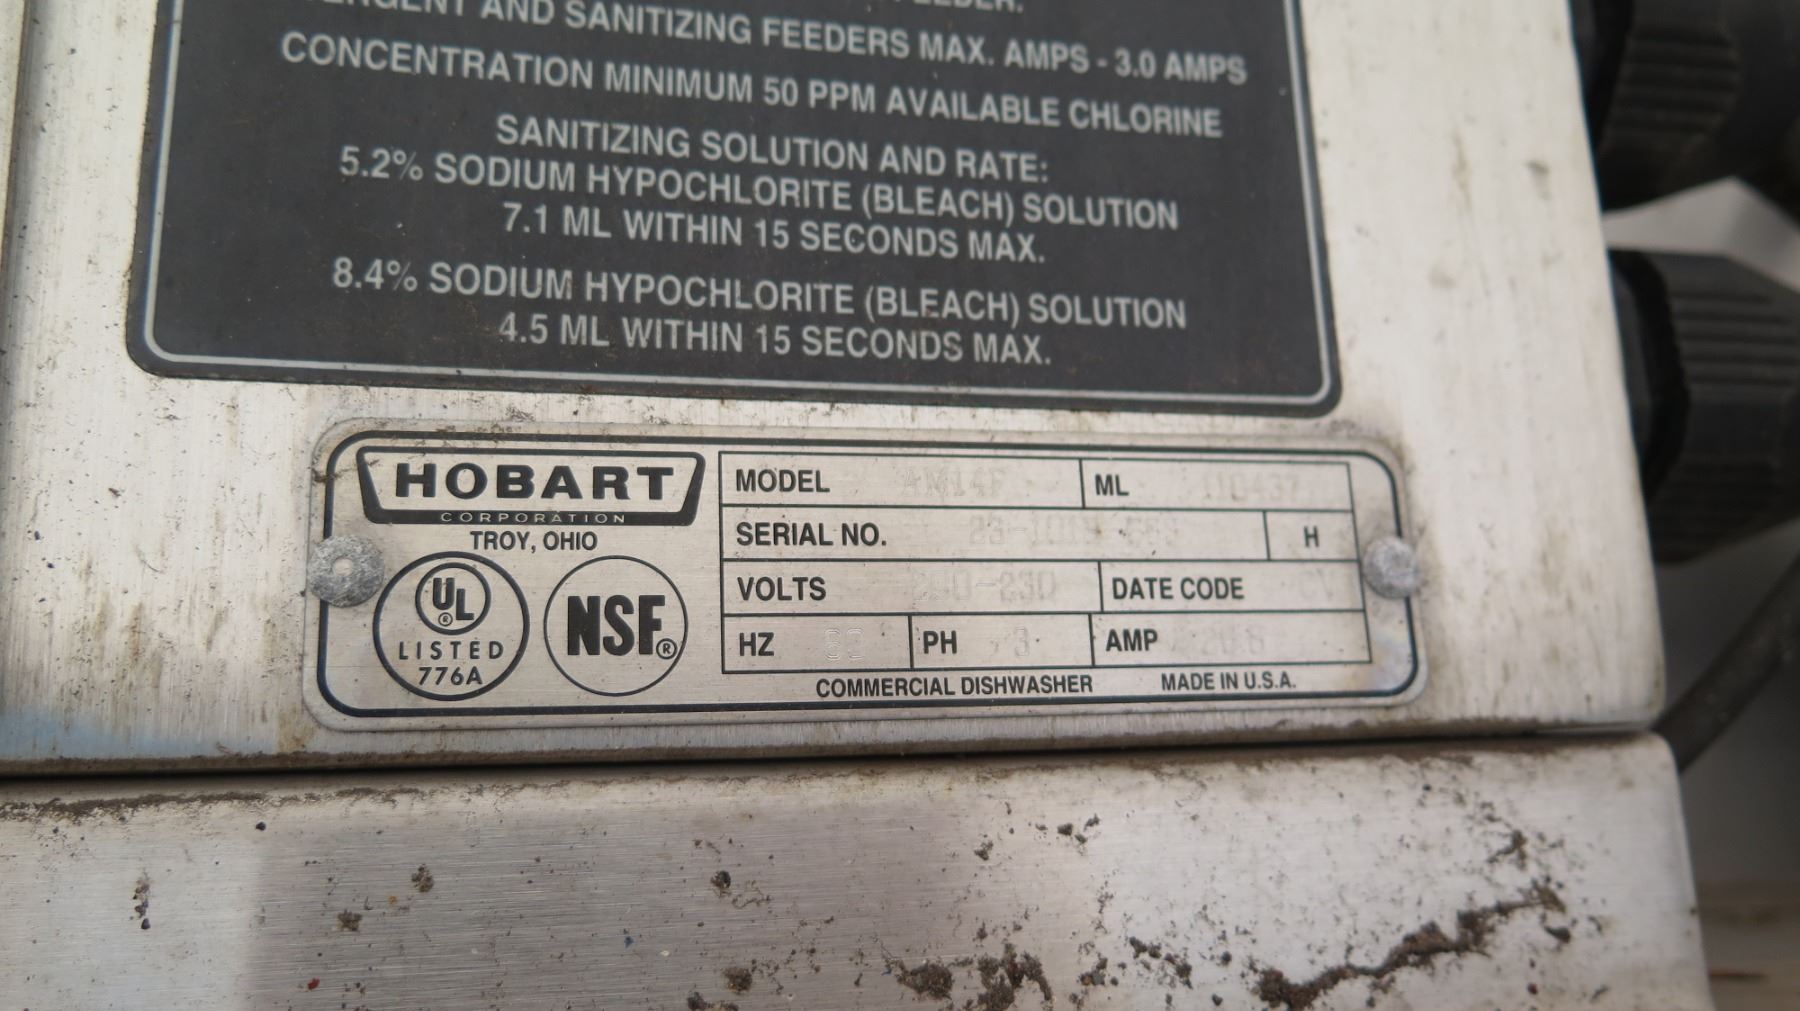 AND SANITIZING FEEDERS MAX. AMPS - 3.0 AMPS
CONCENTRATION MINIMUM 50 PPM AVAILABLE CHLORINE
SANITIZING SOLUTION AND RATE:
5.2% SODIUM HYPOCHLORITE (BLEACH) SOLUTION
7.1 ML WITHIN 15 SECONDS MAX.
8.4% SODIUM HYPOCHLORITE (BLEACH) SOLUTION
4.5 ML WITHIN 15 SECONDS MAX.
HOBART
CORPORATION
TROY, OHIO
UL ®
LISTED
776A
NSF®
MODEL AM14F ML
SERIAL NO. H
VOLTS DATE CODE
HZ PH 3 AMP
COMMERCIAL DISHWASHER MADE IN U.S.A.